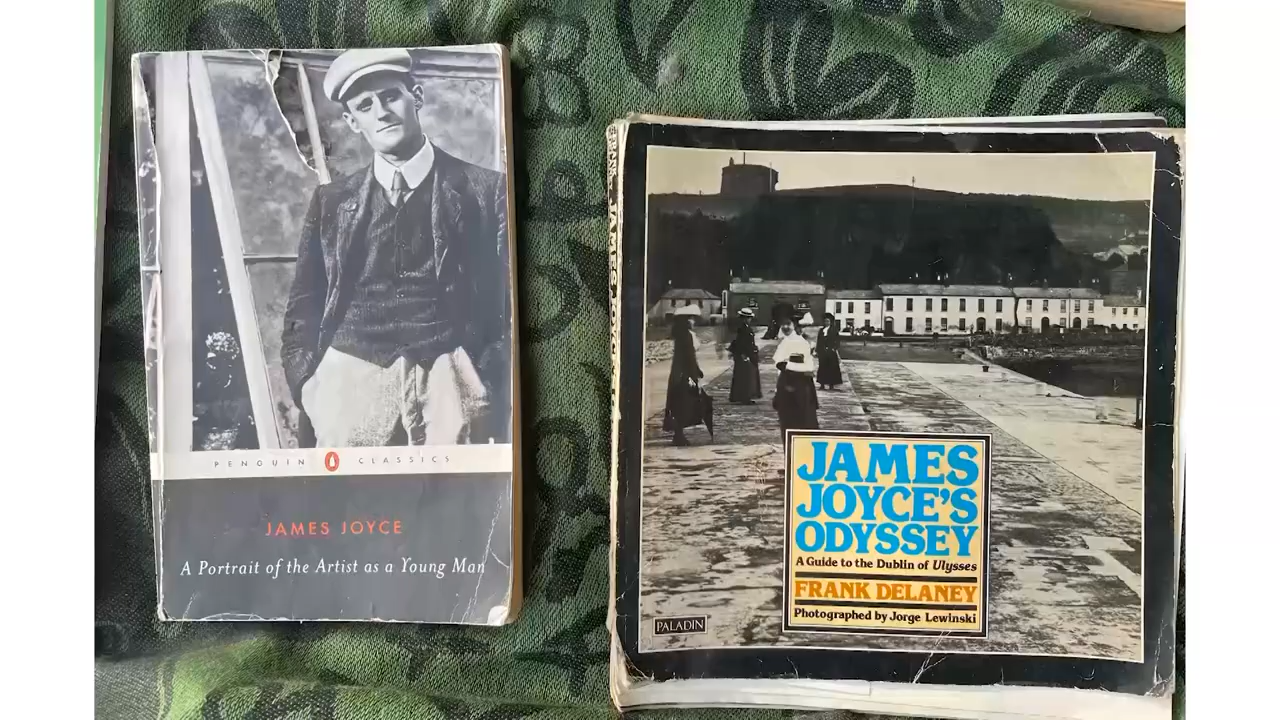 PENGUIN CLASSICS
JAMES JOYCE
A Portrait of the Artist as a Young Man
JAMES
JOYCE'S
ODYSSEY
A Guide to the Dublin of Ulysses
FRANK DELANEY
Photographed by Jorge Lewinski
PALADIN